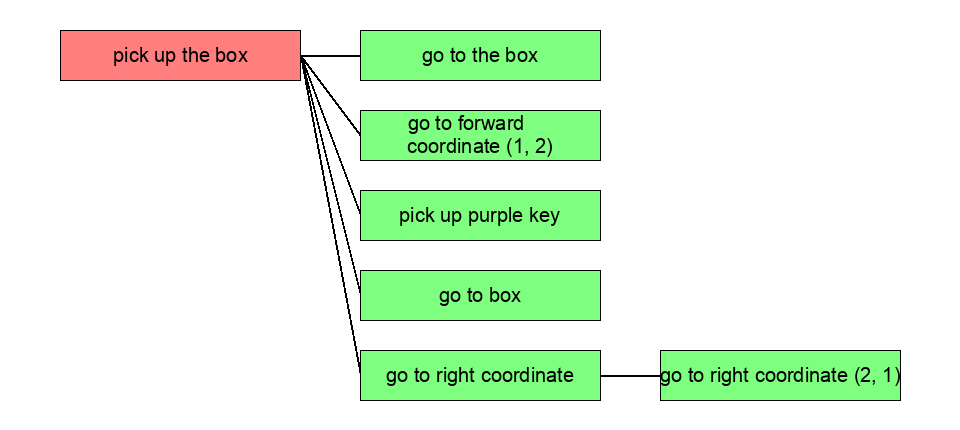 pick up the box
go to the box
go to forward
coordinate (1, 2)
pick up purple key
go to box
go to right coordinate
go to right coordinate (2, 1)